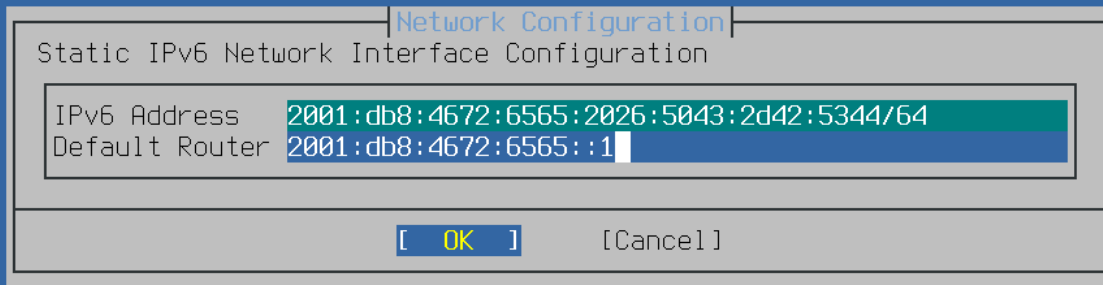 Network Configuration
Static IPv6 Network Interface Configuration
IPv6 Address 2001:db8:4672:6565:2026:5043:2d42:5344/64
Default Router 2001:db8:4672:6565::1
[ OK ] [Cancel]